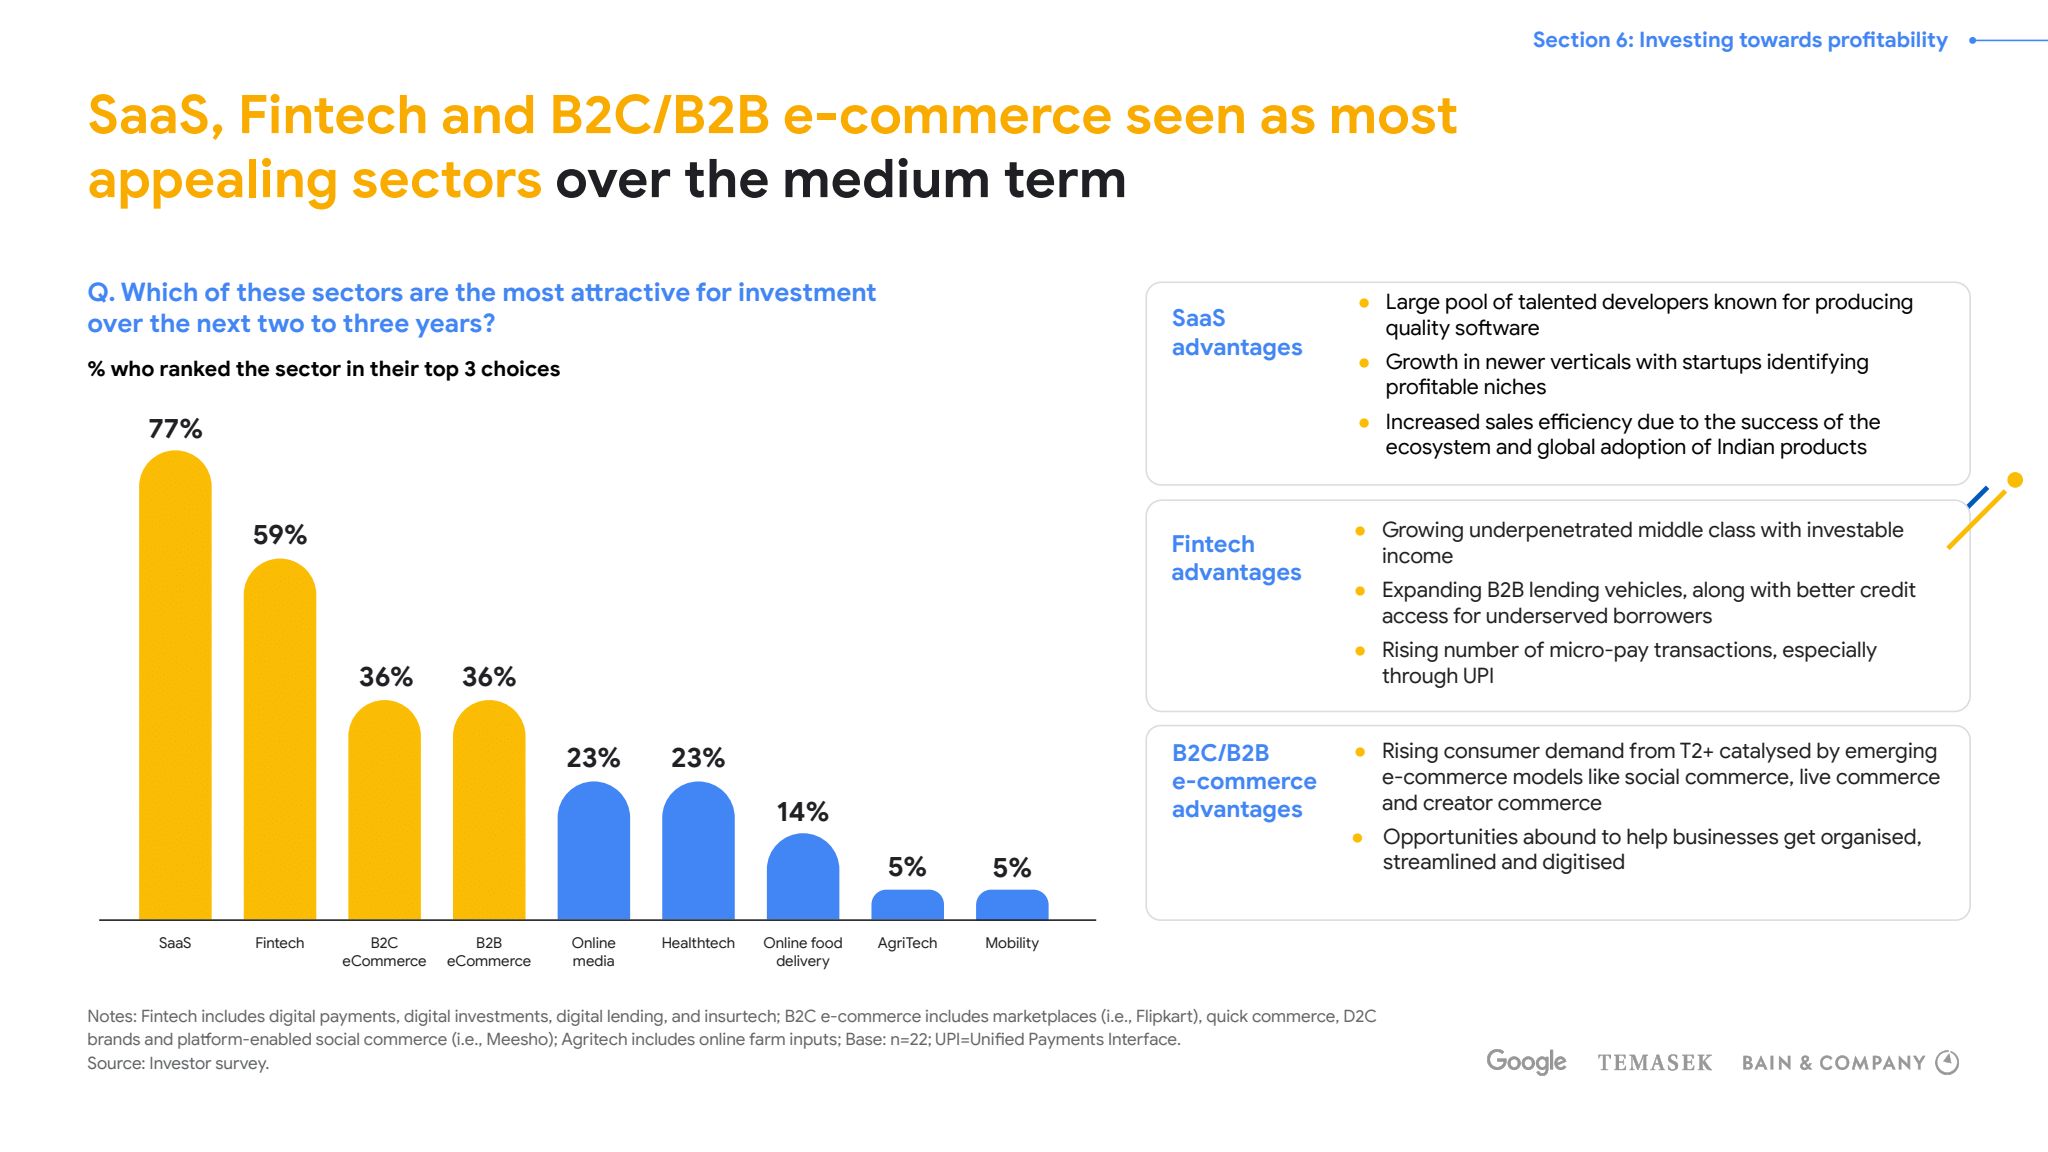 Section 6: Investing towards profitability
SaaS, Fintech and B2C/B2B e-commerce seen as most
appealing sectors over the medium term
Q. Which of these sectors are the most attractive for investment
over the next two to three years?
% who ranked the sector in their top 3 choices
77%
59%
36%
36%
23%
23%
14%
5%
5%
SaaS
Fintech
B2C
eCommerce
B2B
eCommerce
Online
media
Healthtech
Online food
delivery
AgriTech
Mobility
SaaS
advantages
Large pool of talented developers known for producing
quality software
Growth in newer verticals with startups identifying
profitable niches
Increased sales efficiency due to the success of the
ecosystem and global adoption of Indian products
Fintech
advantages
Growing underpenetrated middle class with investable
income
Expanding B2B lending vehicles, along with better credit
access for underserved borrowers
Rising number of micro-pay transactions, especially
through UPI
B2C/B2B
e-commerce
advantages
Rising consumer demand from T2+ catalysed by emerging
e-commerce models like social commerce, live commerce
and creator commerce
Opportunities abound to help businesses get organised,
streamlined and digitised
Notes: Fintech includes digital payments, digital investments, digital lending, and insurtech; B2C e-commerce includes marketplaces (i.e., Flipkart), quick commerce, D2C
brands and platform-enabled social commerce (i.e., Meesho); Agritech includes online farm inputs; Base: n=22; UPI=Unified Payments Interface.
Source: Investor survey.
Google TEMASEK BAIN & COMPANY